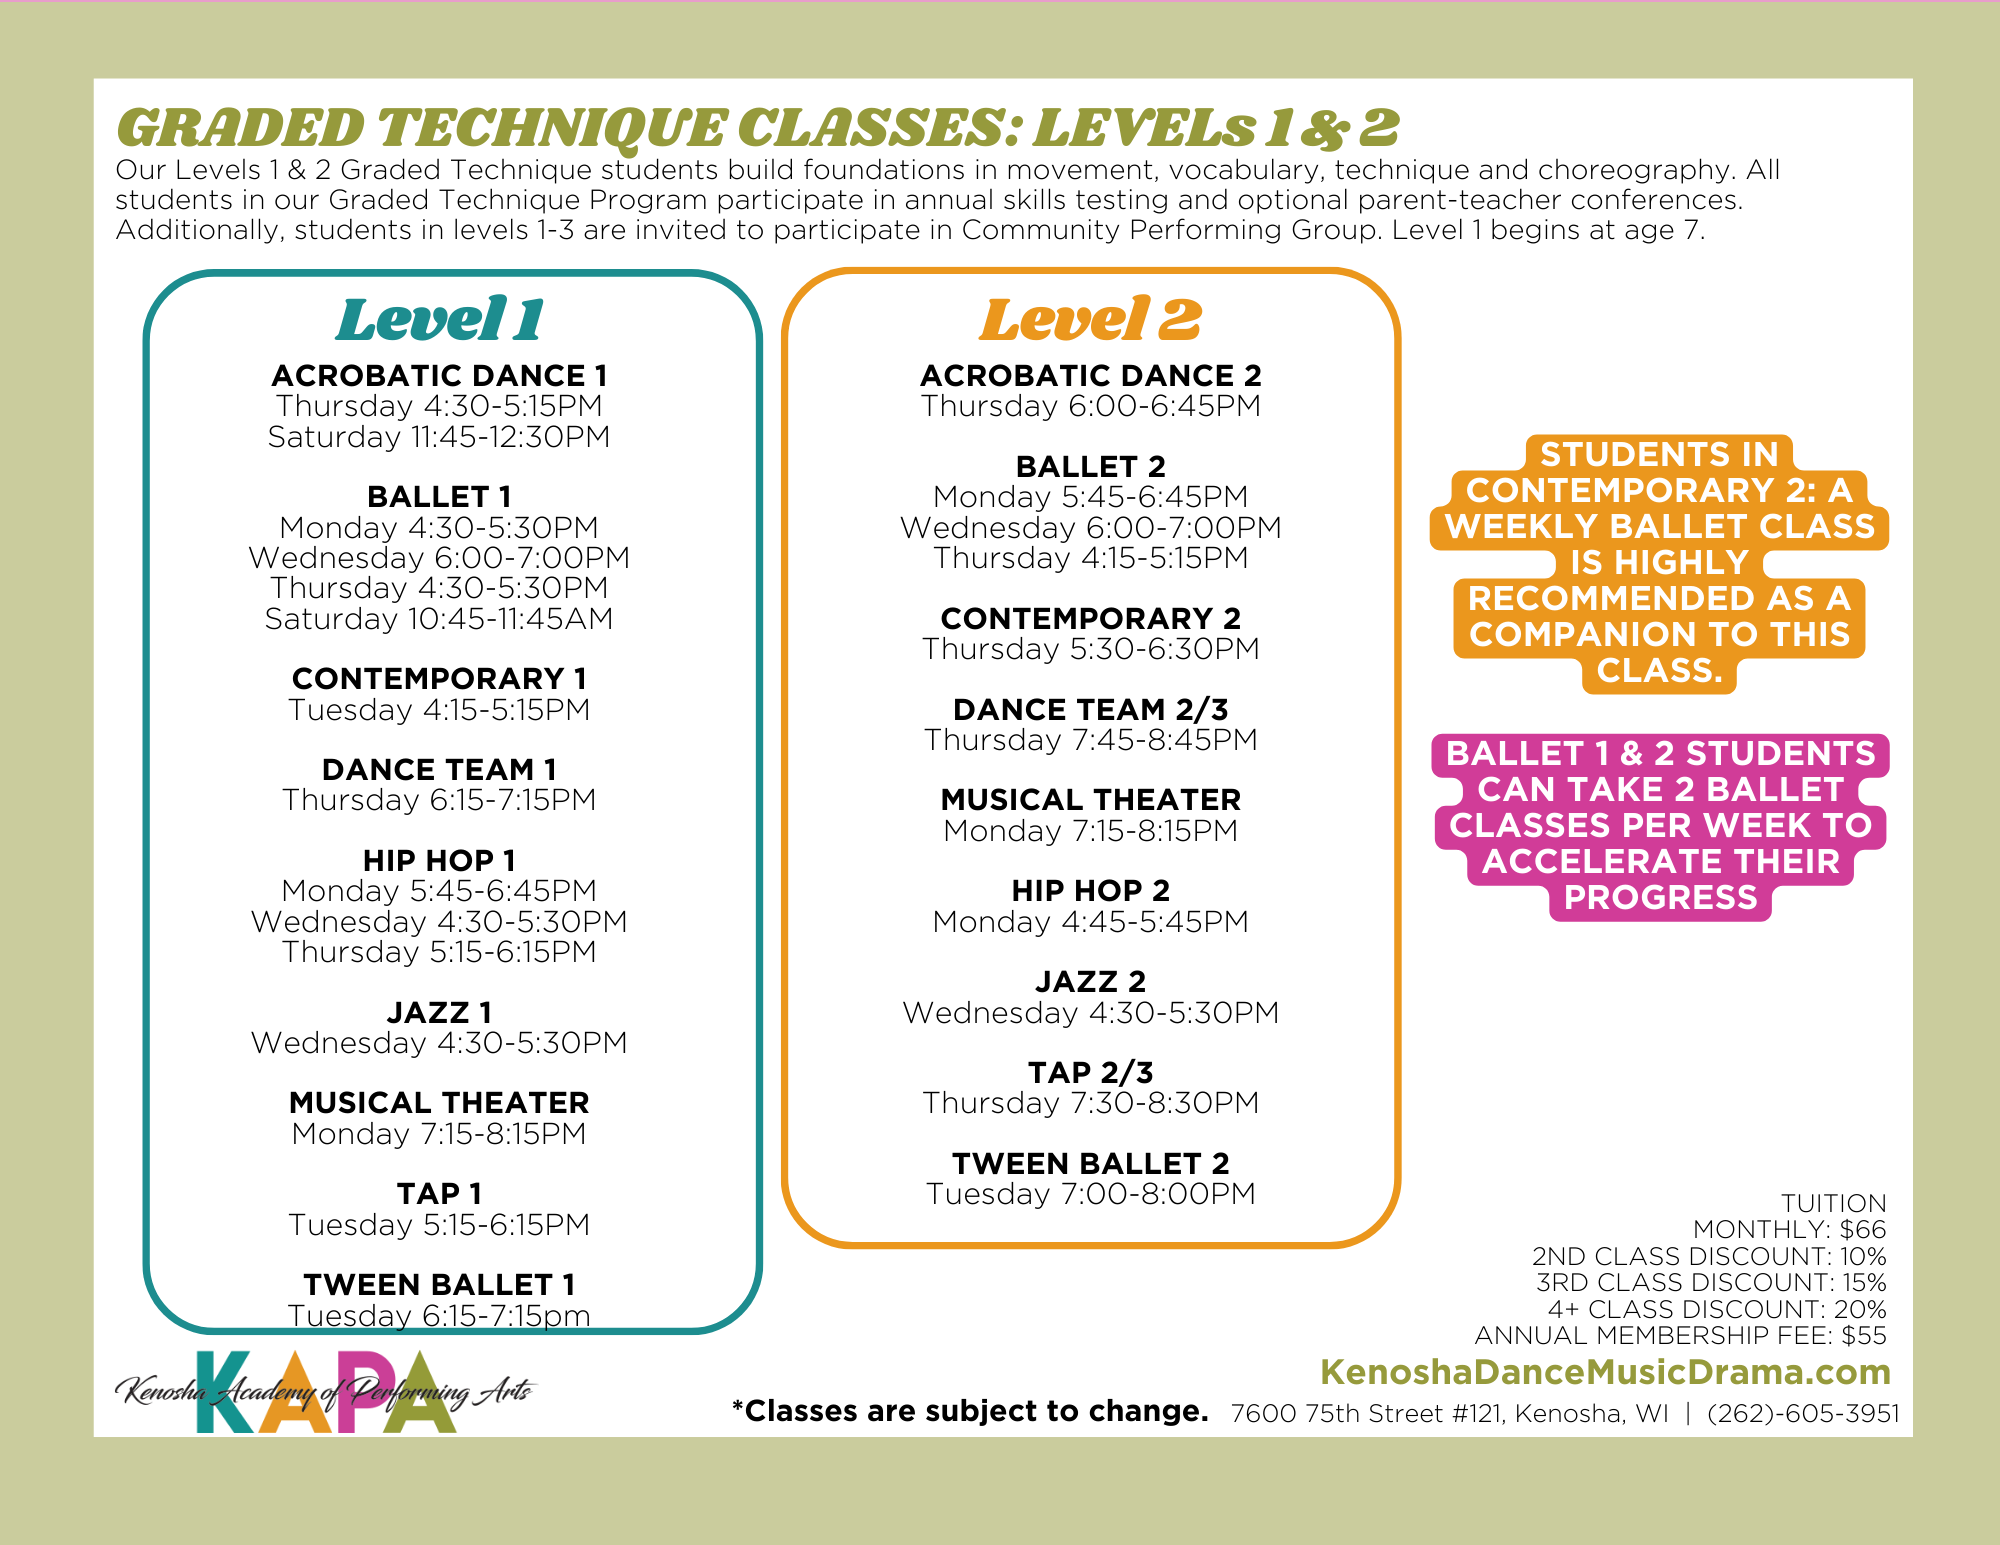 GRADED TECHNIQUE CLASSES: LEVELs 1 & 2
Our Levels 1 & 2 Graded Technique students build foundations in movement, vocabulary, technique and choreography. All
students in our Graded Technique Program participate in annual skills testing and optional parent-teacher conferences.
Additionally, students in levels 1-3 are invited to participate in Community Performing Group. Level 1 begins at age 7.
Level 1
ACROBATIC DANCE 1
Thursday 4:30-5:15PM
Saturday 11:45-12:30PM
BALLET 1
Monday 4:30-5:30PM
Wednesday 6:00-7:00PM
Thursday 4:30-5:30PM
Saturday 10:45-11:45AM
CONTEMPORARY 1
Tuesday 4:15-5:15PM
DANCE TEAM 1
Thursday 6:15-7:15PM
HIP HOP 1
Monday 5:45-6:45PM
Wednesday 4:30-5:30PM
Thursday 5:15-6:15PM
JAZZ 1
Wednesday 4:30-5:30PM
MUSICAL THEATER
Monday 7:15-8:15PM
TAP 1
Tuesday 5:15-6:15PM
TWEEN BALLET 1
Tuesday 6:15-7:15pm
Level 2
ACROBATIC DANCE 2
Thursday 6:00-6:45PM
BALLET 2
Monday 5:45-6:45PM
Wednesday 6:00-7:00PM
Thursday 4:15-5:15PM
CONTEMPORARY 2
Thursday 5:30-6:30PM
DANCE TEAM 2/3
Thursday 7:45-8:45PM
MUSICAL THEATER
Monday 7:15-8:15PM
HIP HOP 2
Monday 4:45-5:45PM
JAZZ 2
Wednesday 4:30-5:30PM
TAP 2/3
Thursday 7:30-8:30PM
TWEEN BALLET 2
Tuesday 7:00-8:00PM
STUDENTS IN
CONTEMPORARY 2: A
WEEKLY BALLET CLASS
IS HIGHLY
RECOMMENDED AS A
COMPANION TO THIS
CLASS.
BALLET 1 & 2 STUDENTS
CAN TAKE 2 BALLET
CLASSES PER WEEK TO
ACCELERATE THEIR
PROGRESS
TUITION
MONTHLY: $66
2ND CLASS DISCOUNT: 10%
3RD CLASS DISCOUNT: 15%
4+ CLASS DISCOUNT: 20%
ANNUAL MEMBERSHIP FEE: $55
KenoshaDanceMusicDrama.com
KAPA
Kenosha Academy of Performing Arts
*Classes are subject to change. 7600 75th Street #121, Kenosha, WI | (262)-605-3951